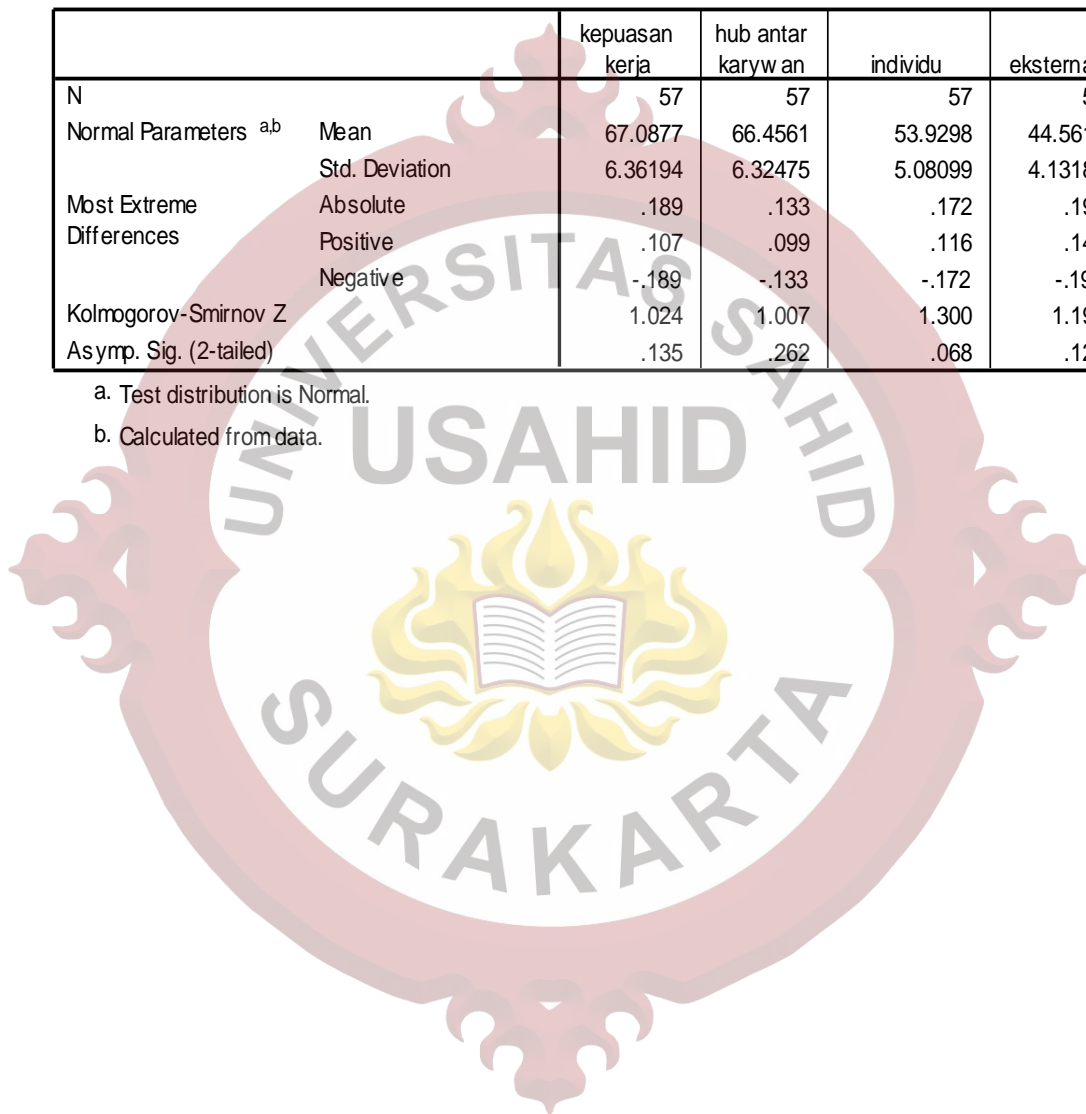 kepuasan kerja hub antar karywan individu
N 57 57 57
Normal Parameters a,b Mean 67.0877 66.4561 53.9298
Std. Deviation 6.36194 6.32475 5.08099
Most Extreme Differences Absolute .189 .133 .172
Positive .107 .099 .116
Negative -.189 -.133 -.172
Kolmogorov-Smirnov Z 1.024 1.007 1.300
Asymp. Sig. (2-tailed) .135 .262 .068
a. Test distribution is Normal.
b. Calculated from data.
UNIVERSITAS SAHID
USAHID
SURAKARTA